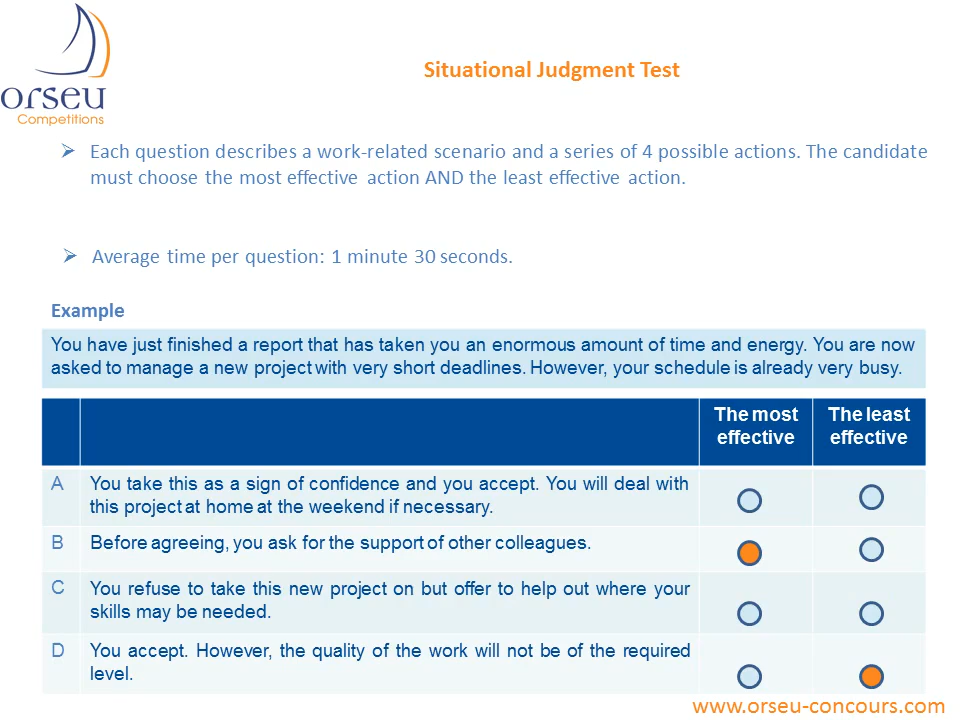 orseu
Competitions
Situational Judgment Test
Each question describes a work-related scenario and a series of 4 possible actions. The candidate
must choose the most effective action AND the least effective action.
Average time per question: 1 minute 30 seconds.
Example
You have just finished a report that has taken you an enormous amount of time and energy. You are now
asked to manage a new project with very short deadlines. However, your schedule is already very busy.
The most
effective
The least
effective
A
You take this as a sign of confidence and you accept. You will deal with
this project at home at the weekend if necessary.
B
Before agreeing, you ask for the support of other colleagues.
C
You refuse to take this new project on but offer to help out where your
skills may be needed.
D
You accept. However, the quality of the work will not be of the required
level.
www.orseu-concours.com